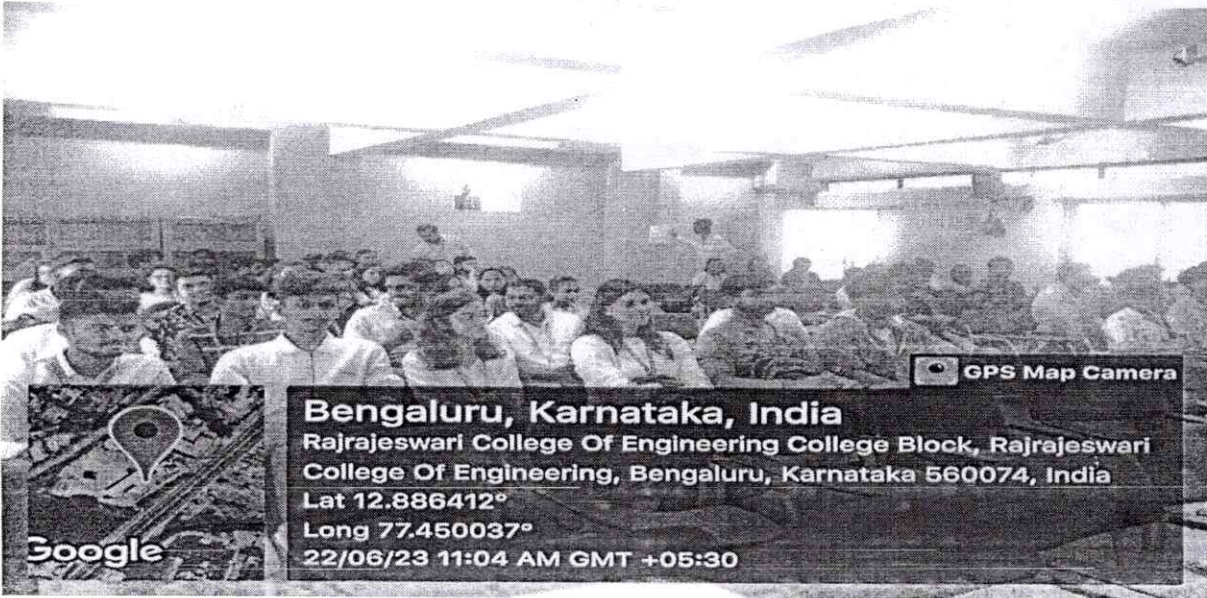 GPS Map Camera
Bengaluru, Karnataka, India
Rajrajeswari College Of Engineering College Block, Rajrajeswari
College Of Engineering, Bengaluru, Karnataka 560074, India
Lat 12.886412°
Long 77.450037°
22/06/23 11:04 AM GMT +05:30
Google